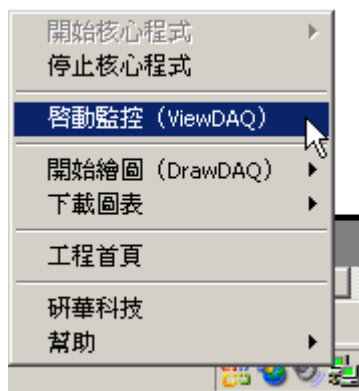 開始核心程式
停止核心程式
啓動監控（ViewDAQ）
開始繪圖（DrawDAQ）
下載圖表
工程首頁
研華科技
幫助